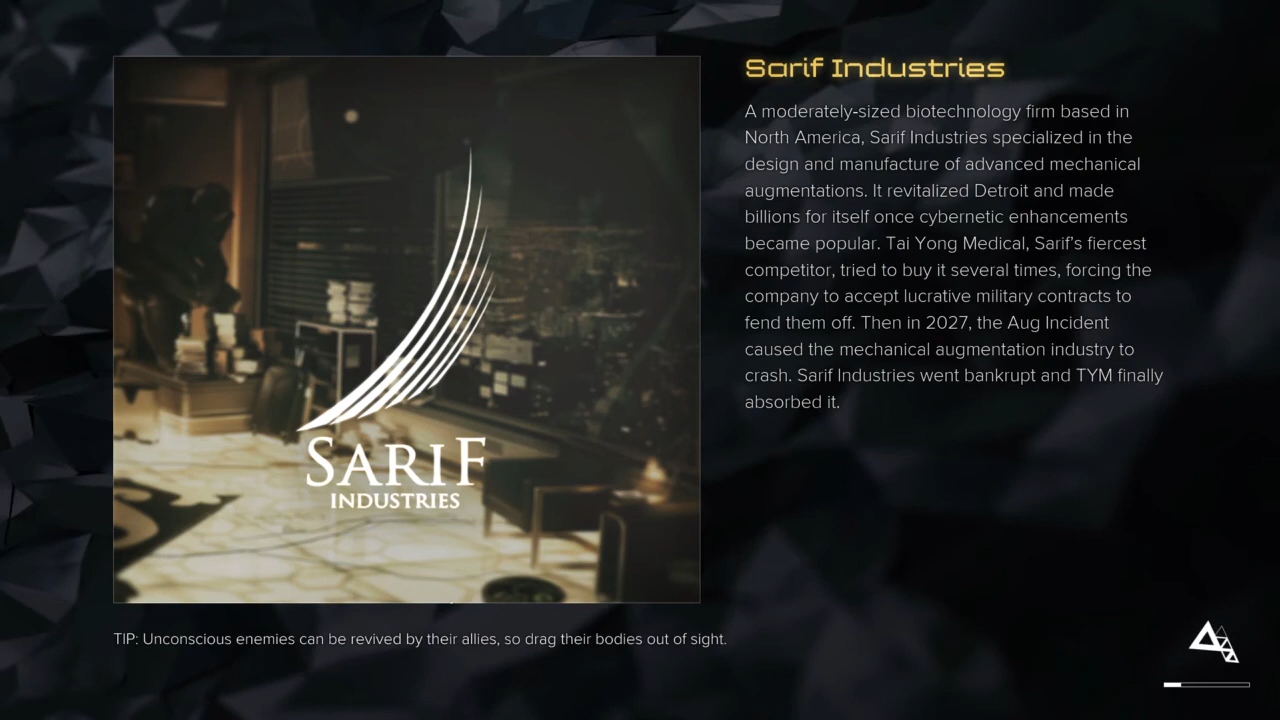 Sarif Industries
A moderately-sized biotechnology firm based in
North America, Sarif Industries specialized in the
design and manufacture of advanced mechanical
augmentations. It revitalized Detroit and made
billions for itself once cybernetic enhancements
became popular. Tai Yong Medical, Sarif's fiercest
competitor, tried to buy it several times, forcing the
company to accept lucrative military contracts to
fend them off. Then in 2027, the Aug Incident
caused the mechanical augmentation industry to
crash. Sarif Industries went bankrupt and TYM finally
absorbed it.
SARIF
INDUSTRIES
TIP: Unconscious enemies can be revived by their allies, so drag their bodies out of sight.